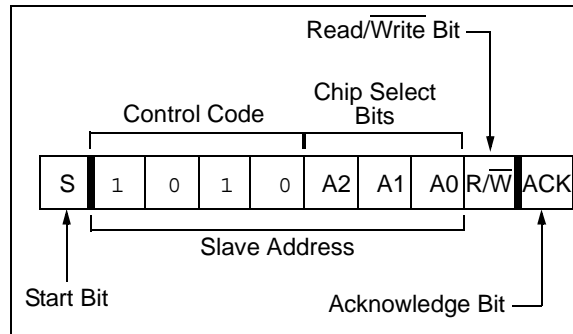 Read/Write Bit
Chip Select
Control Code Bits
S 1 0 1 0 A2 A1 A0 R/W ACK
Slave Address
Start Bit
Acknowledge Bit